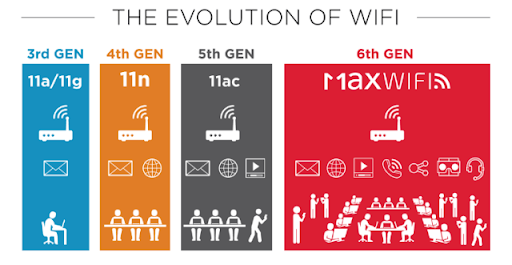 THE EVOLUTION OF WIFI
3rd GEN
11a/11g
4th GEN
11n
5th GEN
11ac
6th GEN
MAXWIFI